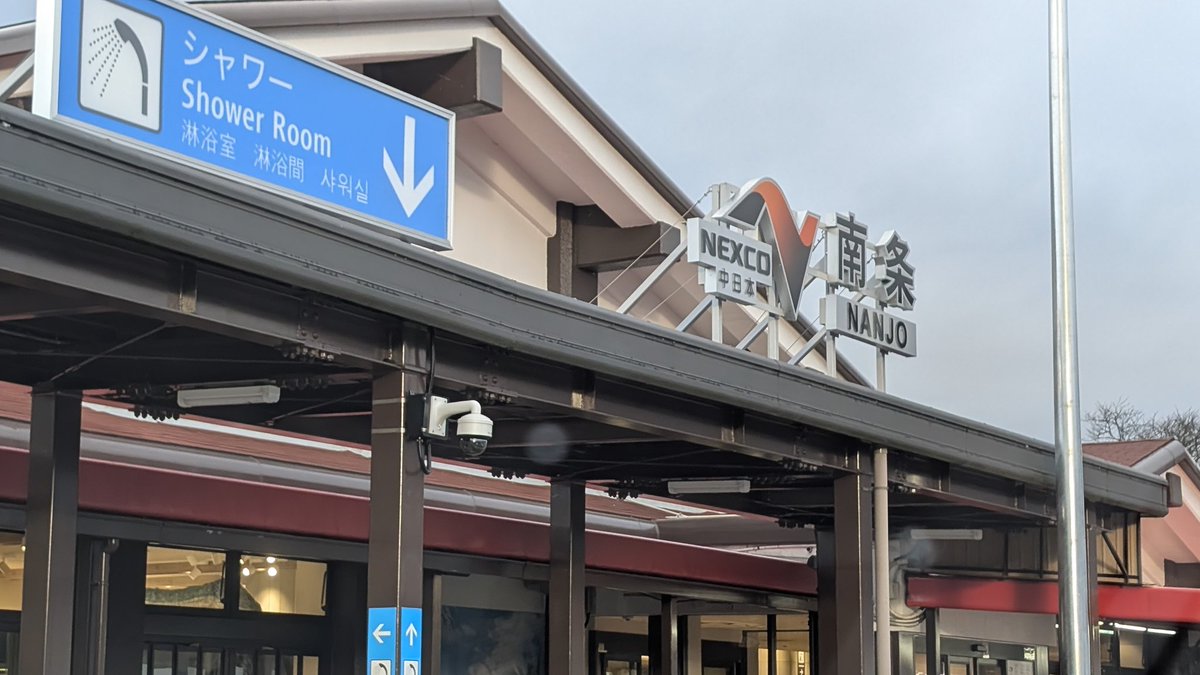 シャワー
Shower Room
淋浴室 淋浴間 샤워실
NEXCO
中日本
南条
NANJO